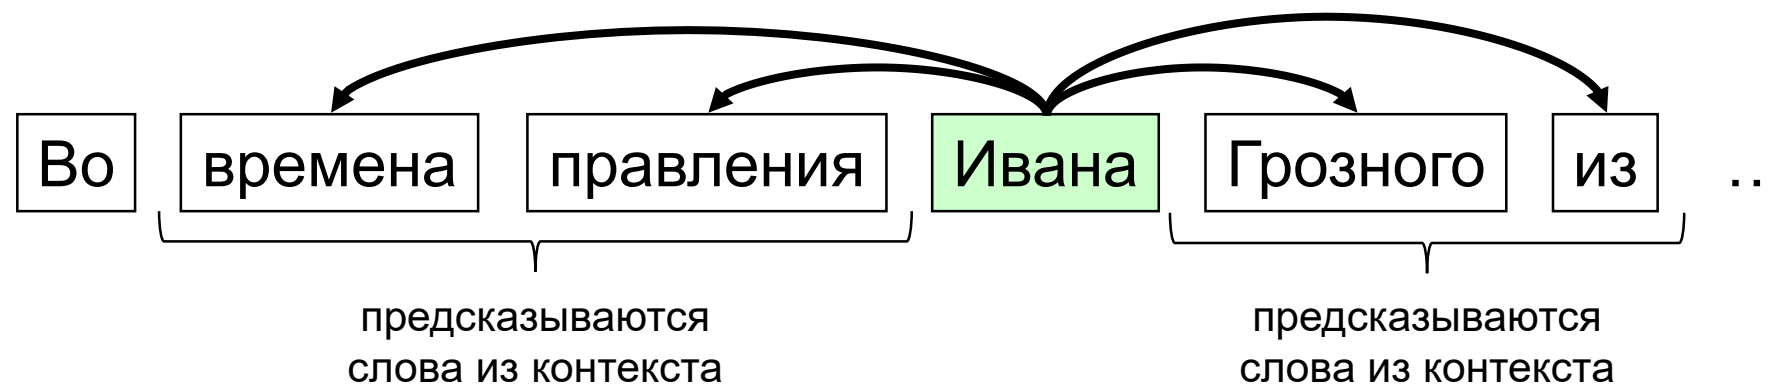 Во времена правления Ивана Грозного из ..
предсказываются предсказываются
слова из контекста слова из контекста